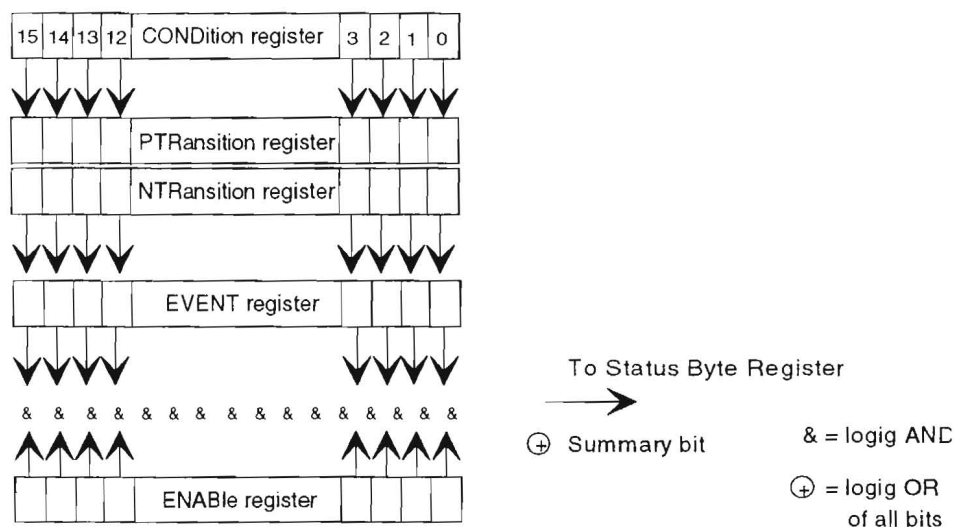 15 14 13 12 CONDition register 3 2 1 0
PTRansition register
NTRansition register
EVENT register
To Status Byte Register
& & & & & & & & & & & & & & & &
⊕ Summary bit
& = logig AND
ENABle register
⊕ = logig OR
of all bits